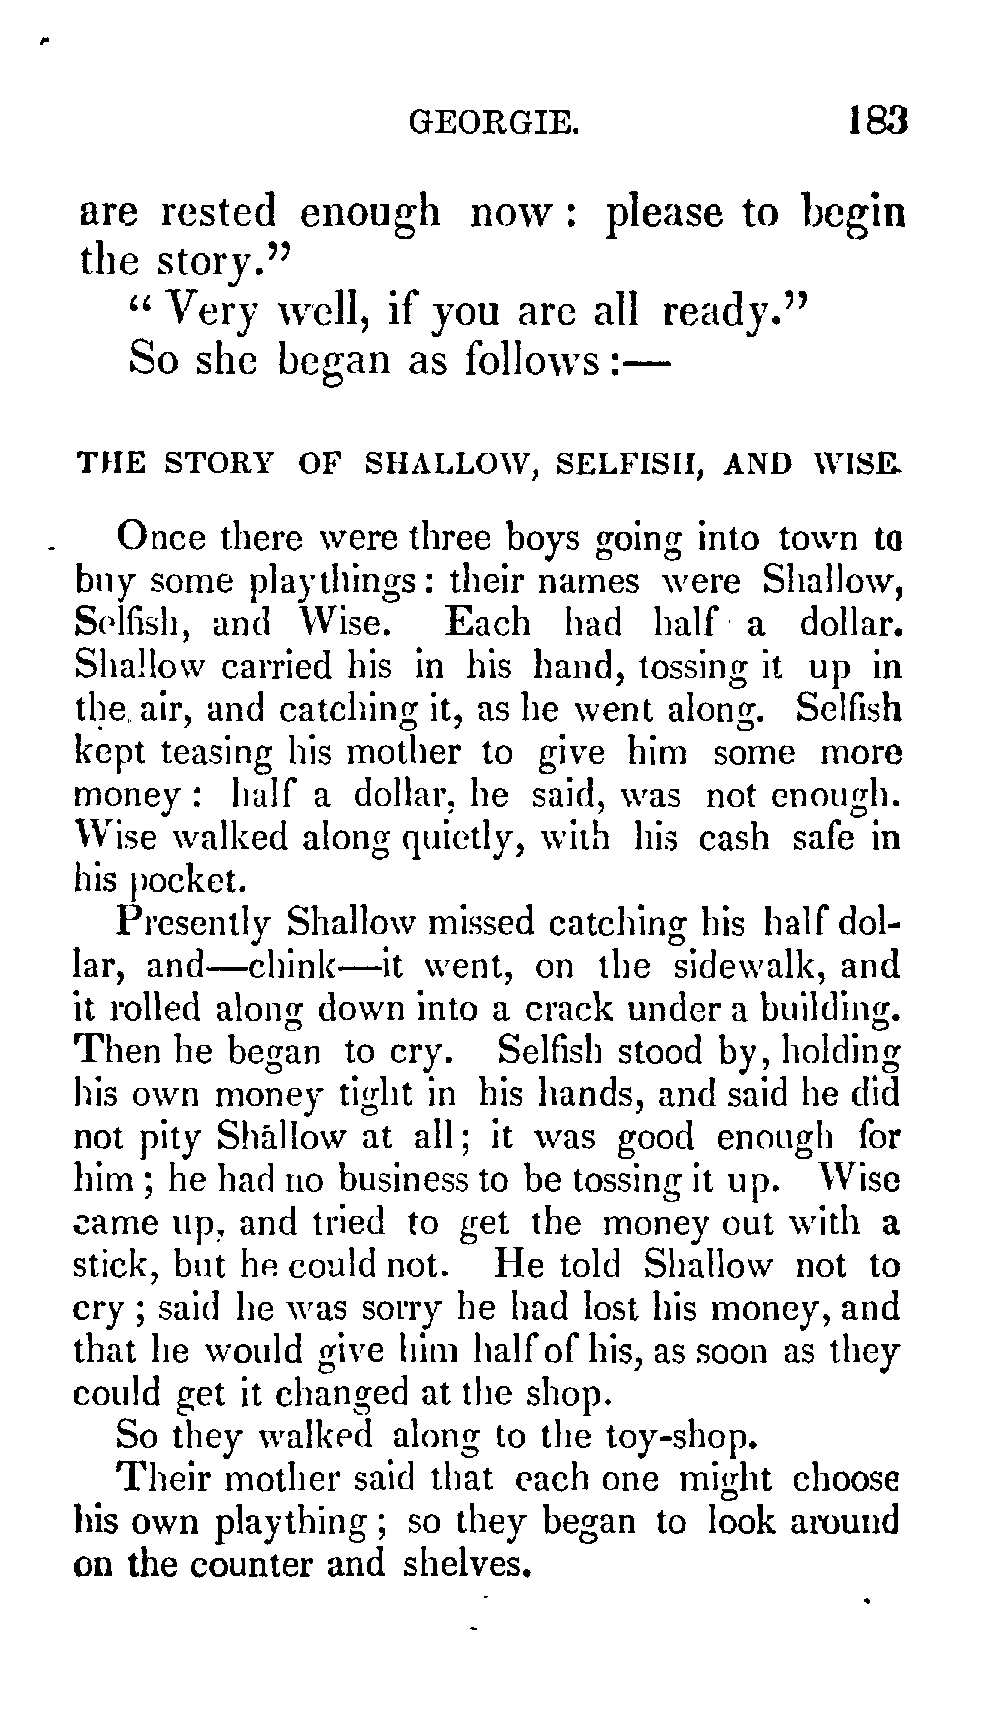 GEORGIE. 183
are rested enough now : please to begin
the story."
" Very well, if you are all ready."
So she began as follows :—
THE STORY OF SHALLOW, SELFISH, AND WISE.
Once there were three boys going into town to
buy some playthings : their names were Shallow,
Selfish, and Wise. Each had half a dollar.
Shallow carried his in his hand, tossing it up in
the air, and catching it, as he went along. Selfish
kept teasing his mother to give him some more
money : half a dollar, he said, was not enough.
Wise walked along quietly, with his cash safe in
his pocket.
Presently Shallow missed catching his half dol-
lar, and—chink—it went, on the sidewalk, and
it rolled along down into a crack under a building.
Then he began to cry. Selfish stood by, holding
his own money tight in his hands, and said he did
not pity Shallow at all ; it was good enough for
him ; he had no business to be tossing it up. Wise
came up, and tried to get the money out with a
stick, but he could not. He told Shallow not to
cry ; said he was sorry he had lost his money, and
that he would give him half of his, as soon as they
could get it changed at the shop.
So they walked along to the toy-shop.
Their mother said that each one might choose
his own plaything ; so they began to look around
on the counter and shelves.